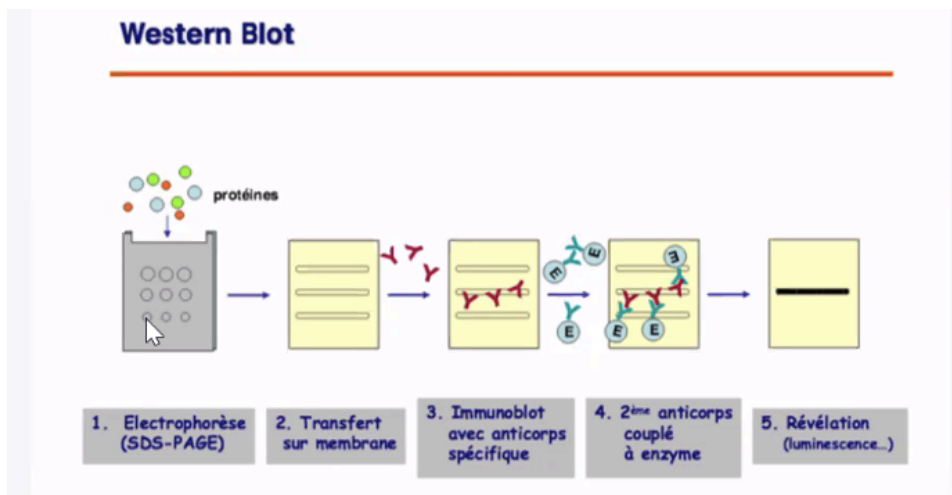 Western Blot
protéines
E
E
E
E
E
E
1. Electrophorèse
(SDS-PAGE)
2. Transfert
sur membrane
3. Immunoblot
avec anticorps
spécifique
4. 2ème anticorps
couplé
à enzyme
5. Révélation
(luminescence…)